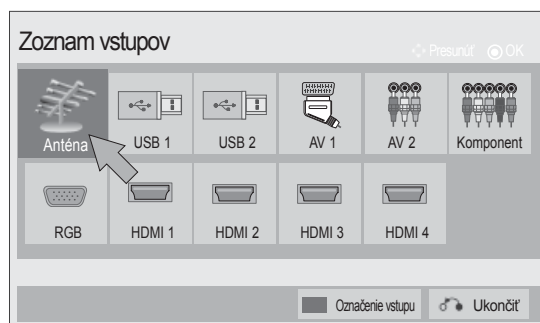 Zoznam vstupov
Presunúť OK
Anténa USB 1 USB 2 AV 1 AV 2 Komponent
RGB HDMI 1 HDMI 2 HDMI 3 HDMI 4
Označenie vstupu Ukončiť